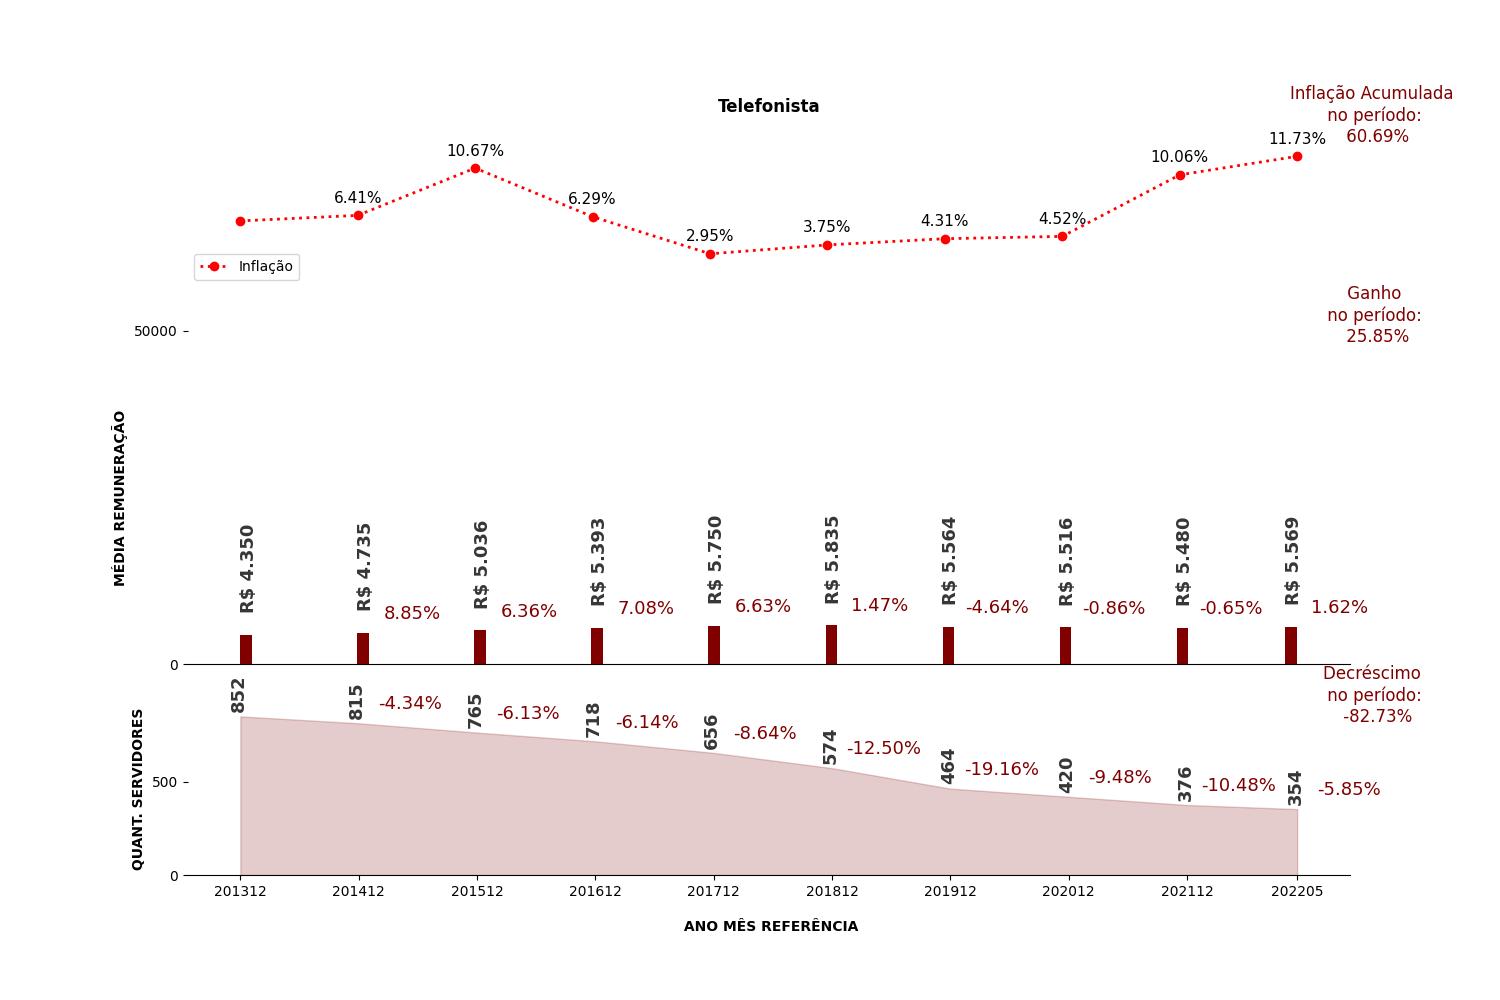 Telefonista
Inflação Acumulada
no período:
60.69%
6.41%
10.67%
6.29%
2.95%
3.75%
4.31%
4.52%
10.06%
11.73%
Inflação
Ganho
no período:
25.85%
50000
0
MÉDIA REMUNERAÇÃO
R$ 4.350
R$ 4.735
R$ 5.036
R$ 5.393
R$ 5.750
R$ 5.835
R$ 5.564
R$ 5.516
R$ 5.480
R$ 5.569
8.85%
6.36%
7.08%
6.63%
1.47%
-4.64%
-0.86%
-0.65%
1.62%
Decréscimo
no período:
-82.73%
QUANT. SERVIDORES
500
0
852
815
765
718
656
574
464
420
376
354
-4.34%
-6.13%
-6.14%
-8.64%
-12.50%
-19.16%
-9.48%
-10.48%
-5.85%
201312
201412
201512
201612
201712
201812
201912
202012
202112
202205
ANO MÊS REFERÊNCIA